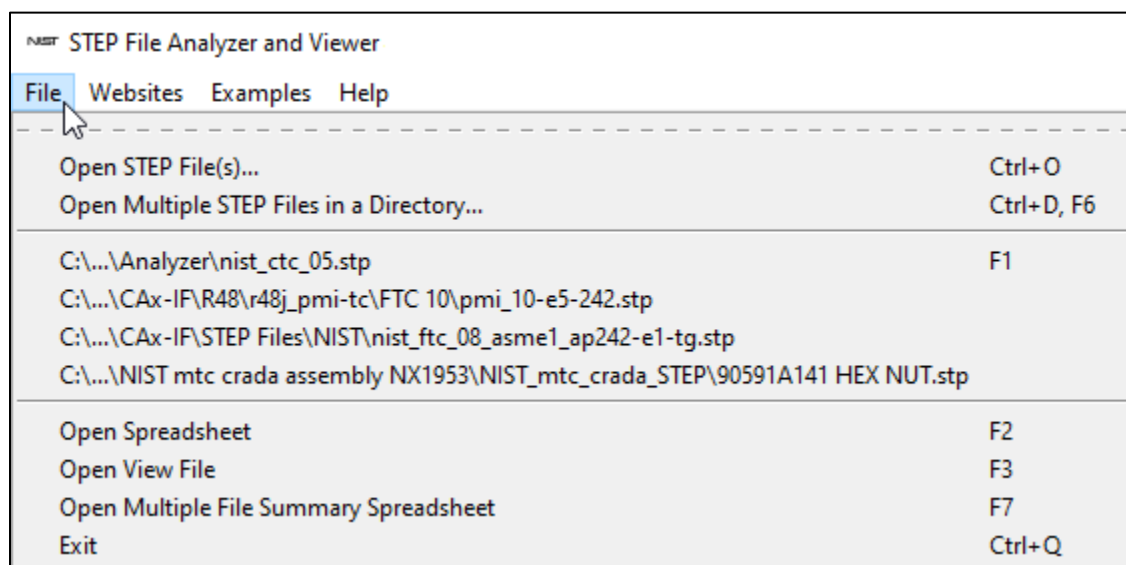 NIST STEP File Analyzer and Viewer
File Websites Examples Help
Open STEP File(s)... Ctrl+O
Open Multiple STEP Files in a Directory... Ctrl+D, F6
C:\...\Analyzer\nist_ctc_05.stp F1
C:\...\CAx-IF\R48\r48j_pmi-tc\FTC 10\pmi_10-e5-242.stp
C:\...\CAx-IF\STEP Files\NIST\nist_ftc_08_asme1_ap242-e1-tg.stp
C:\...\NIST mtc crada assembly NX1953\NIST_mtc_crada_STEP\90591A141 HEX NUT.stp
Open Spreadsheet F2
Open View File F3
Open Multiple File Summary Spreadsheet F7
Exit Ctrl+Q